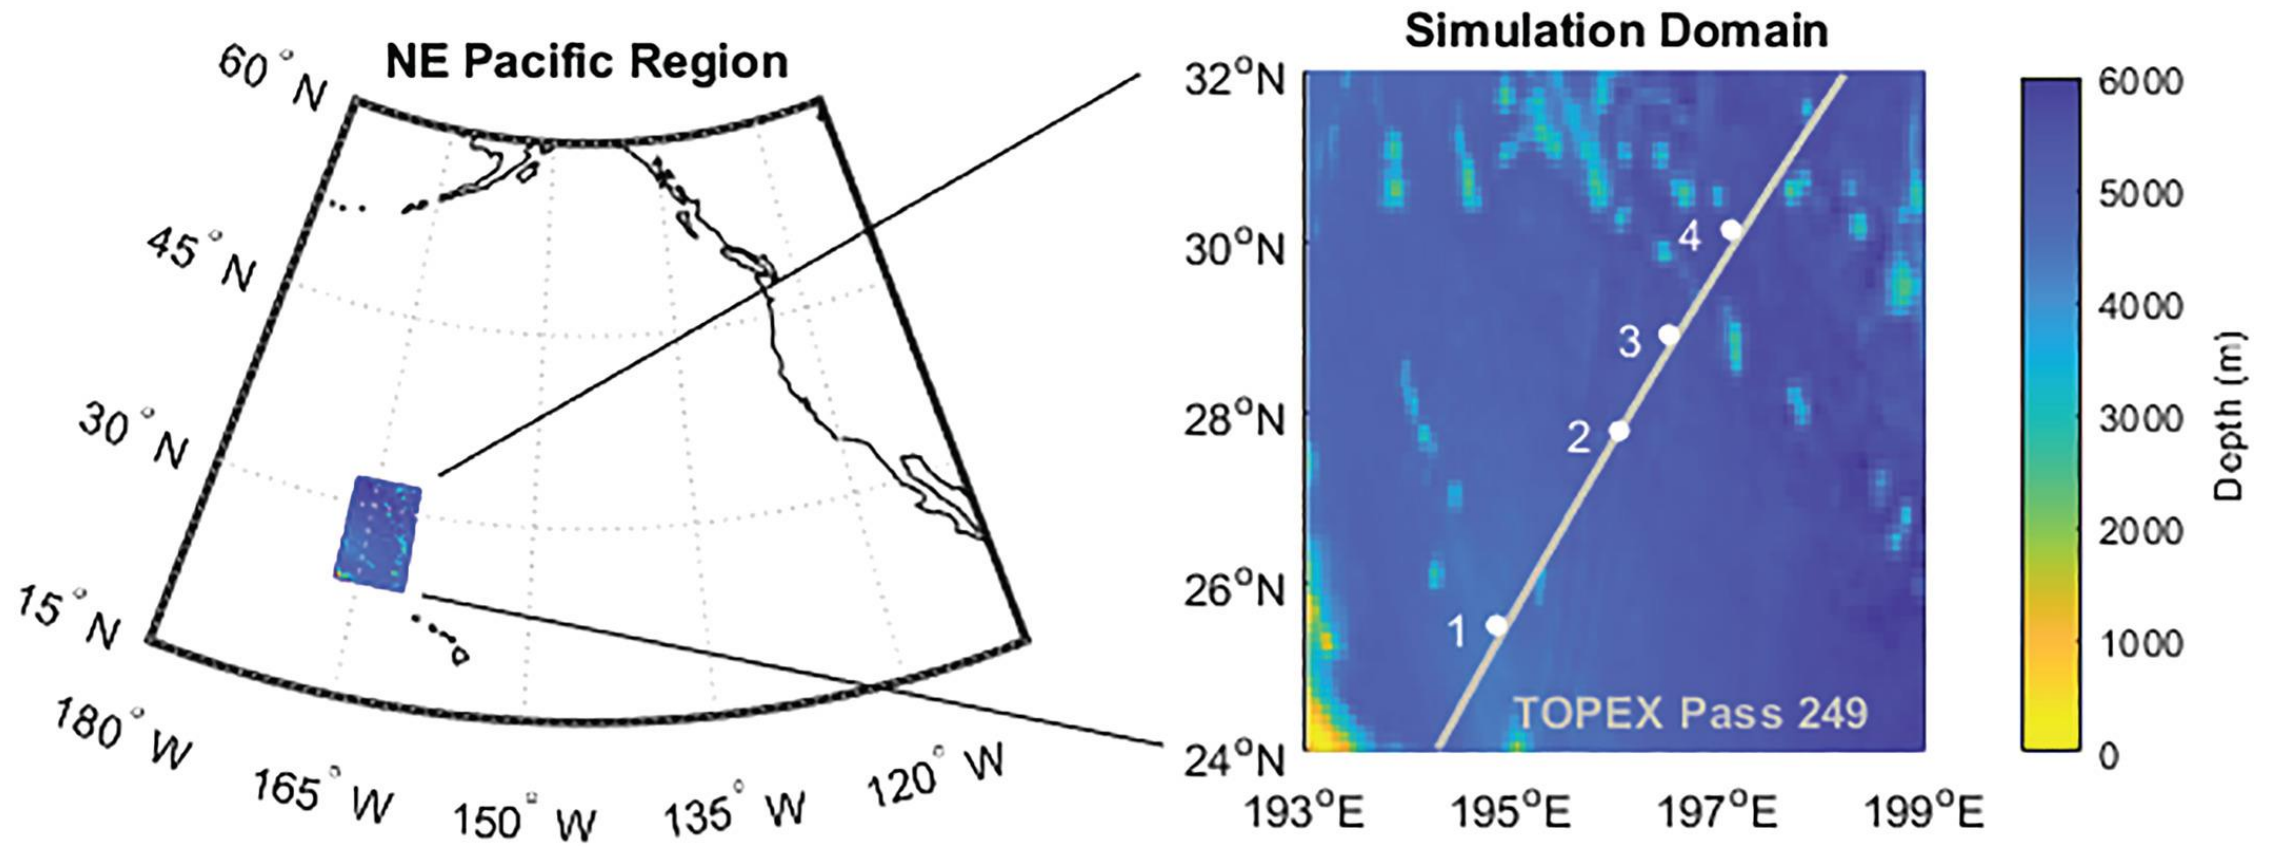 NE Pacific Region
60°N
45°N
30°N
15°N
180°W
165°W
150°W
135°W
120°W
Simulation Domain
32°N
30°N
28°N
26°N
24°N
193°E
195°E
197°E
199°E
4
3
2
1
TOPEX Pass 249
6000
5000
4000
3000
2000
1000
0
Depth (m)